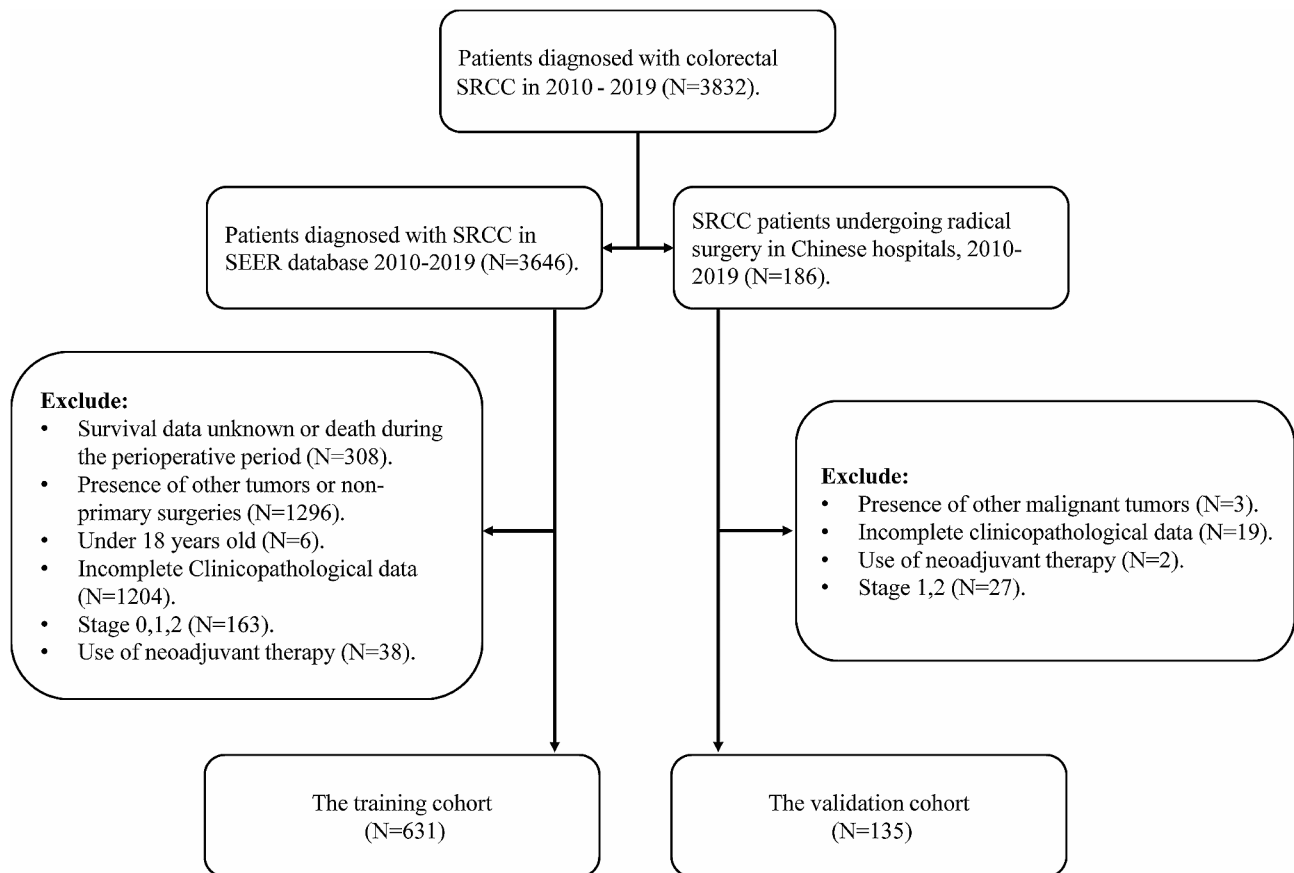 Patients diagnosed with colorectal
SRCC in 2010 - 2019 (N=3832).
Patients diagnosed with SRCC in
SEER database 2010-2019 (N=3646).
SRCC patients undergoing radical
surgery in Chinese hospitals, 2010-
2019 (N=186).
Exclude:
• Survival data unknown or death during
the perioperative period (N=308).
• Presence of other tumors or non-
primary surgeries (N=1296).
• Under 18 years old (N=6).
• Incomplete Clinicopathological data
(N=1204).
• Stage 0,1,2 (N=163).
• Use of neoadjuvant therapy (N=38).
Exclude:
• Presence of other malignant tumors (N=3).
• Incomplete clinicopathological data (N=19).
• Use of neoadjuvant therapy (N=2).
• Stage 1,2 (N=27).
The training cohort
(N=631)
The validation cohort
(N=135)